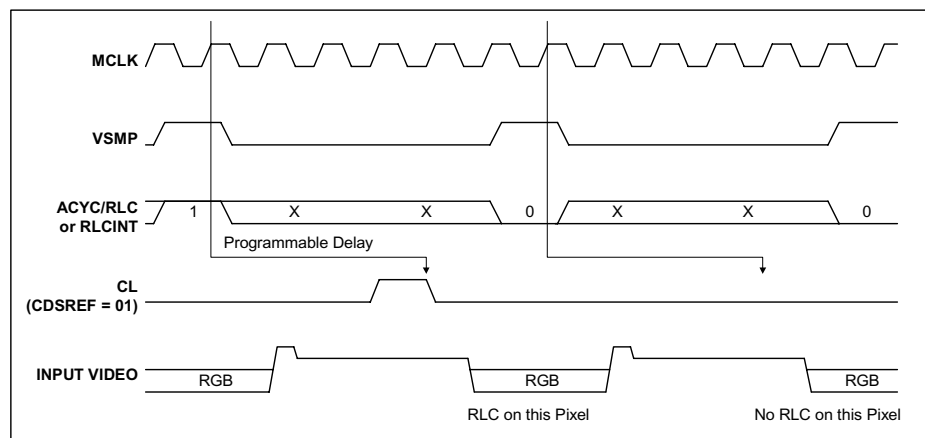 MCLK
VSMP
ACYC/RLC
or RLCINT
1 X X 0 X X 0
Programmable Delay
CL
(CDSREF = 01)
INPUT VIDEO
RGB RGB RGB
RLC on this Pixel No RLC on this Pixel